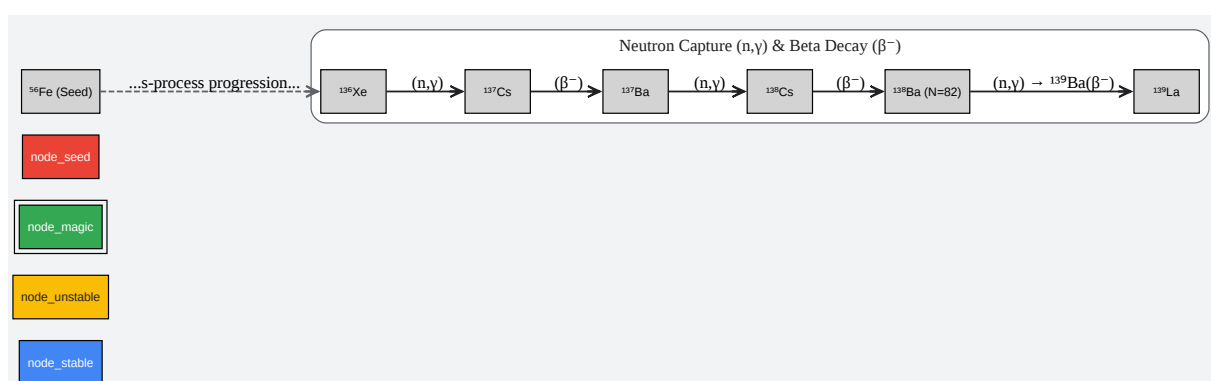 Neutron Capture (n,γ) & Beta Decay (β⁻)
⁵⁶Fe (Seed)
...s-process progression...
¹³⁶Xe
(n,γ)
¹³⁷Cs
(β⁻)
¹³⁷Ba
(n,γ)
¹³⁸Cs
(β⁻)
¹³⁸Ba (N=82)
(n,γ) → ¹³⁹Ba(β⁻)
¹³⁹La
node_seed
node_magic
node_unstable
node_stable